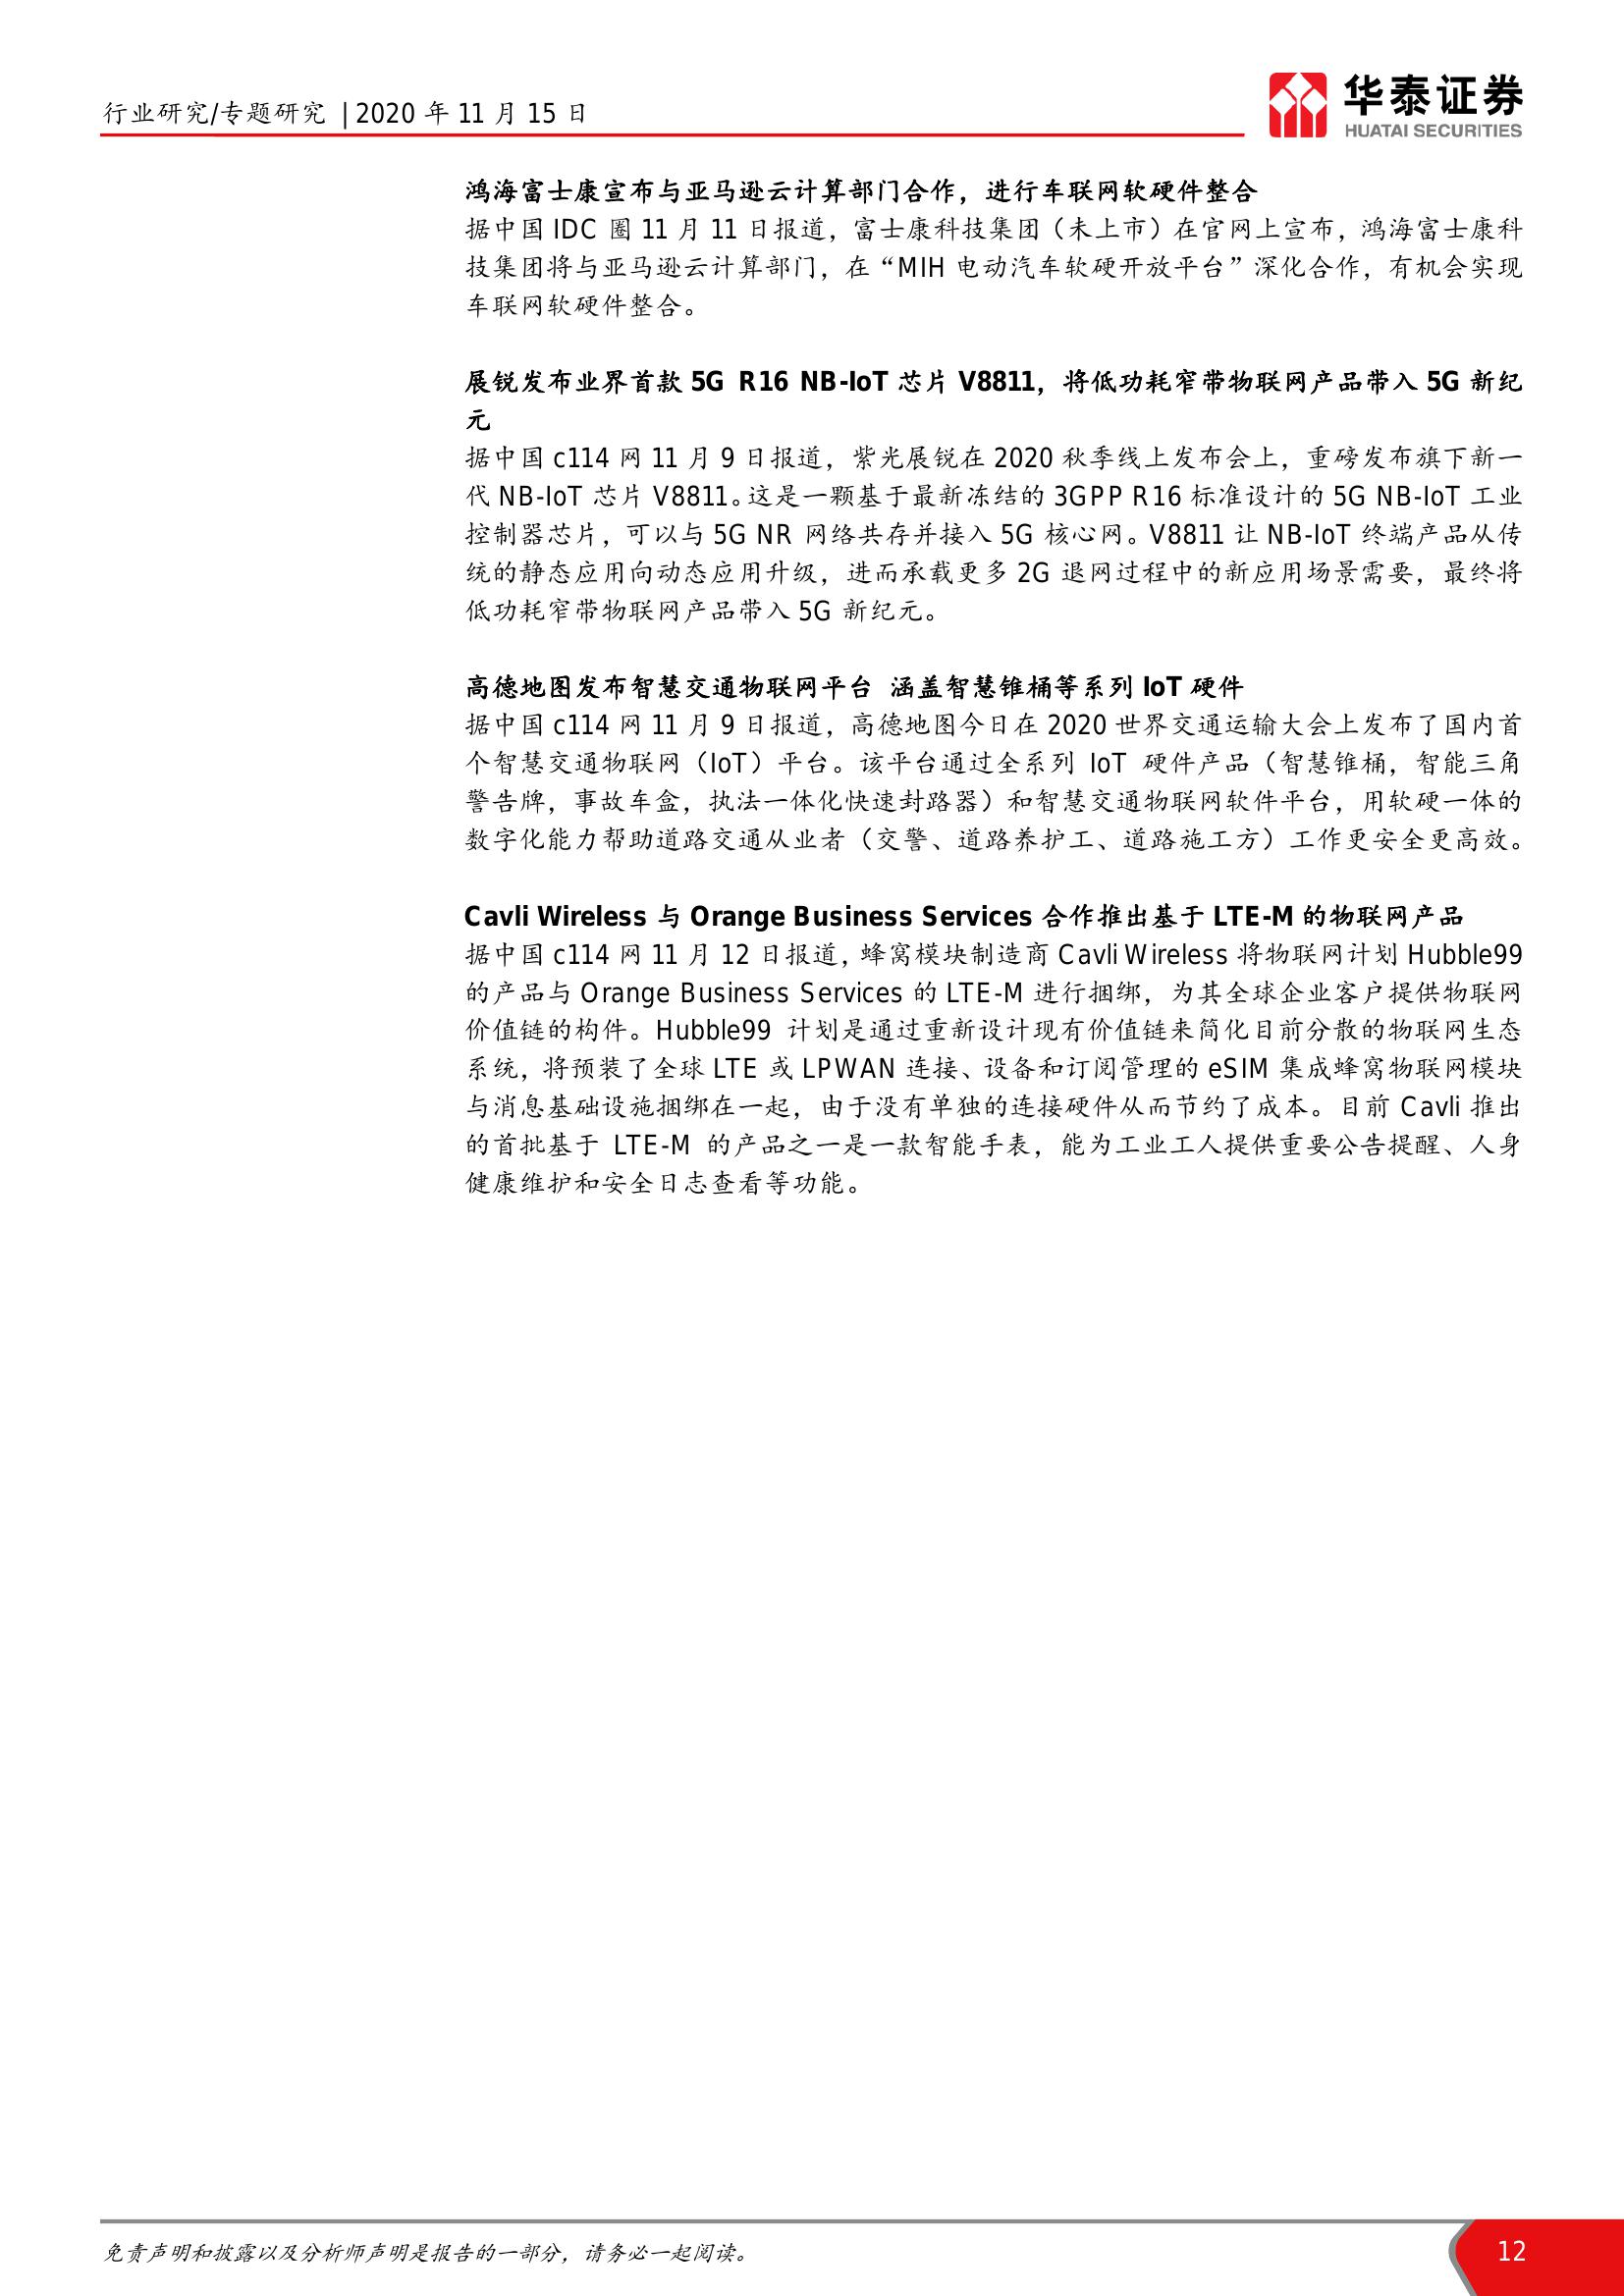 行业研究/专题研究 | 2020 年 11 月 15 日
华泰证券
HUATAI SECURITIES
鸿海富士康宣布与亚马逊云计算部门合作，进行车联网软硬件整合
据中国 IDC 圈 11 月 11 日报道，富士康科技集团（未上市）在官网上宣布，鸿海富士康科
技集团将与亚马逊云计算部门，在“MIH 电动汽车软硬开放平台”深化合作，有机会实现
车联网软硬件整合。
展锐发布业界首款 5G R16 NB-IoT 芯片 V8811，将低功耗窄带物联网产品带入 5G 新纪
元
据中国 c114 网 11 月 9 日报道，紫光展锐在 2020 秋季线上发布会上，重磅发布旗下新一
代 NB-IoT 芯片 V8811。这是一颗基于最新冻结的 3GPP R16 标准设计的 5G NB-IoT 工业
控制器芯片，可以与 5G NR 网络共存并接入 5G 核心网。V8811 让 NB-IoT 终端产品从传
统的静态应用向动态应用升级，进而承载更多 2G 退网过程中的新应用场景需要，最终将
低功耗窄带物联网产品带入 5G 新纪元。
高德地图发布智慧交通物联网平台 涵盖智慧锥桶等系列 IoT 硬件
据中国 c114 网 11 月 9 日报道，高德地图今日在 2020 世界交通运输大会上发布了国内首
个智慧交通物联网（IoT）平台。该平台通过全系列 IoT 硬件产品（智慧锥桶，智能三角
警告牌，事故车盒，执法一体化快速封路器）和智慧交通物联网软件平台，用软硬一体的
数字化能力帮助道路交通从业者（交警、道路养护工、道路施工方）工作更安全更高效。
Cavli Wireless 与 Orange Business Services 合作推出基于 LTE-M 的物联网产品
据中国 c114 网 11 月 12 日报道，蜂窝模块制造商 Cavli Wireless 将物联网计划 Hubble99
的产品与 Orange Business Services 的 LTE-M 进行捆绑，为其全球企业客户提供物联网
价值链的构件。Hubble99 计划是通过重新设计现有价值链来简化目前分散的物联网生态
系统，将预装了全球 LTE 或 LPWAN 连接、设备和订阅管理的 eSIM 集成蜂窝物联网模块
与消息基础设施捆绑在一起，由于没有单独的连接硬件从而节约了成本。目前 Cavli 推出
的首批基于 LTE-M 的产品之一是一款智能手表，能为工业工人提供重要公告提醒、人身
健康维护和安全日志查看等功能。
免责声明和披露以及分析师声明是报告的一部分，请务必一起阅读。
12